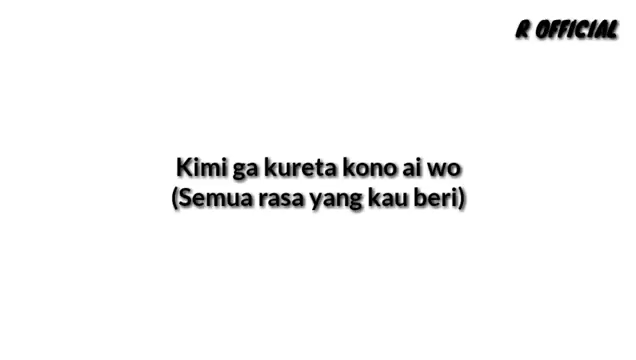 R OFFICIAL
Kimi ga kureta kono ai wo
(Semua rasa yang kau beri)